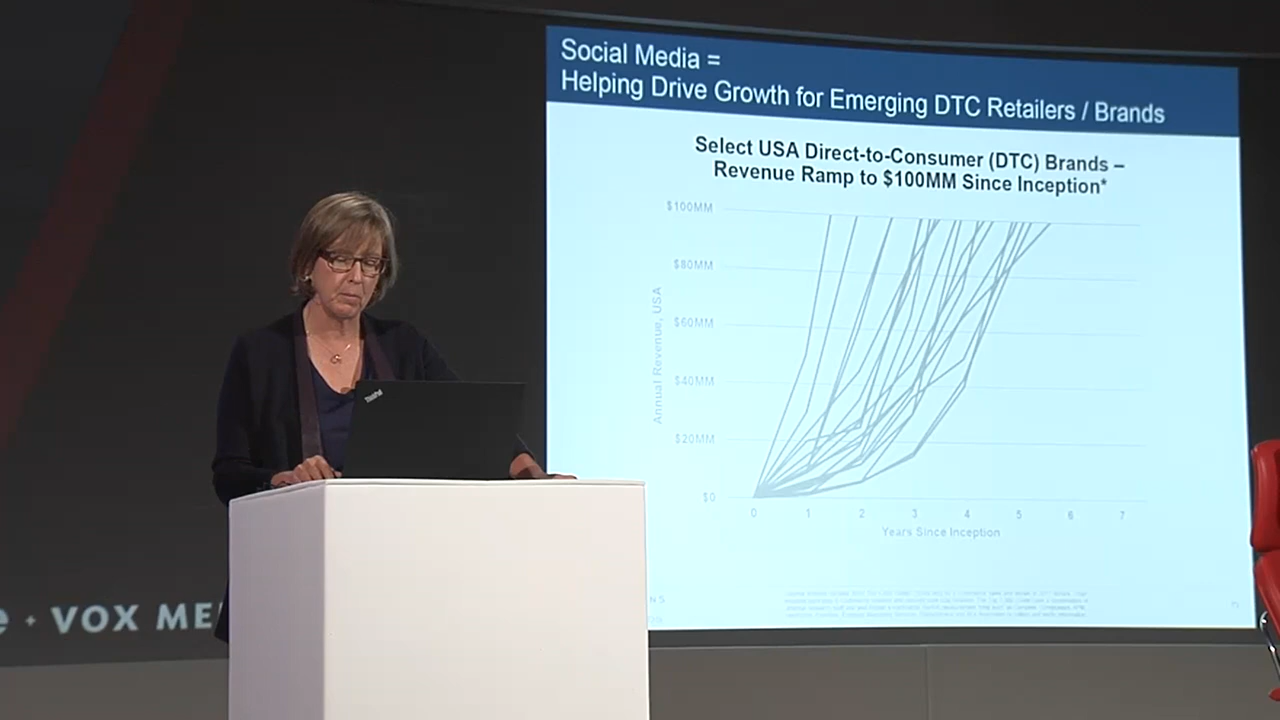 Social Media =
Helping Drive Growth for Emerging DTC Retailers / Brands
Select USA Direct-to-Consumer (DTC) Brands –
Revenue Ramp to $100MM Since Inception*
$100MM
$80MM
$60MM
$40MM
$20MM
$0
Annual Revenue, USA
0 1 2 3 4 5 6 7
Years Since Inception
ThinkPad
e + VOX ME
NS